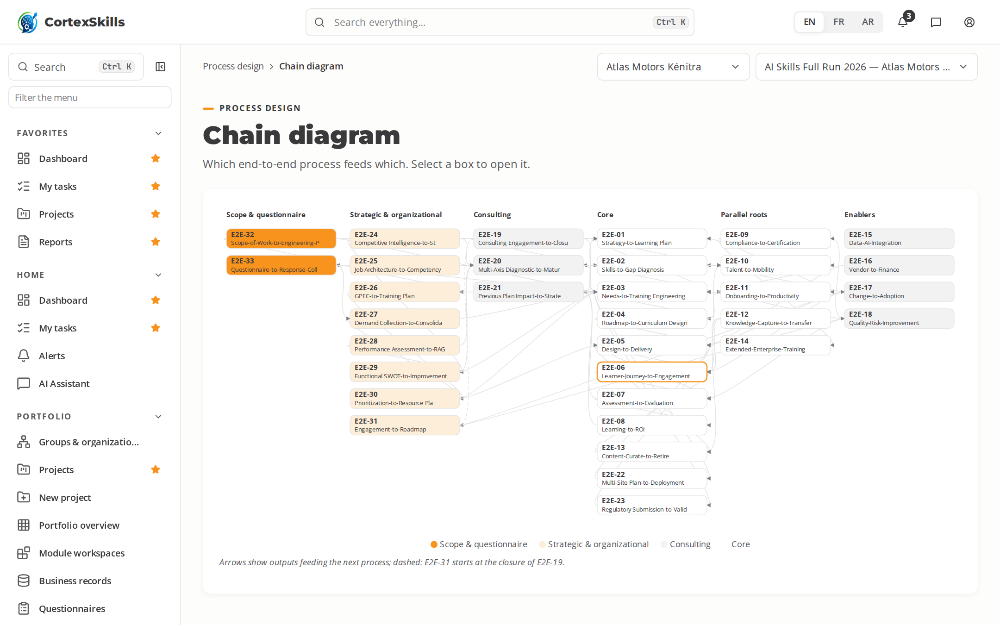 CortexSkills
Search everything...
Ctrl K
EN
FR
AR
3
Search
Ctrl K
Filter the menu
FAVORITES
Dashboard
My tasks
Projects
Reports
HOME
Dashboard
My tasks
Alerts
AI Assistant
PORTFOLIO
Groups & organizatio...
Projects
New project
Portfolio overview
Module workspaces
Business records
Questionnaires
Process design
Chain diagram
Atlas Motors Kénitra
AI Skills Full Run 2026 — Atlas Motors ...
PROCESS DESIGN
Chain diagram
Which end-to-end process feeds which. Select a box to open it.
Scope & questionnaire
E2E-32
Scope-of-Work-to-Engineering-P
E2E-33
Questionnaire-to-Response-Coll
Strategic & organizational
E2E-24
Competitive Intelligence-to-St
E2E-25
Job Architecture-to-Competency
E2E-26
GPEC-to-Training Plan
E2E-27
Demand Collection-to-Consolida
E2E-28
Performance Assessment-to-RAG
E2E-29
Functional SWOT-to-Improvement
E2E-30
Prioritization-to-Resource Pla
E2E-31
Engagement-to-Roadmap
Consulting
E2E-19
Consulting Engagement-to-Closu
E2E-20
Multi-Axis Diagnostic-to-Matur
E2E-21
Previous Plan Impact-to-Strate
Core
E2E-01
Strategy-to-Learning Plan
E2E-02
Skills-to-Gap Diagnosis
E2E-03
Needs-to-Training Engineering
E2E-04
Roadmap-to-Curriculum Design
E2E-05
Design-to-Delivery
E2E-06
Learner-Journey-to-Engagement
E2E-07
Assessment-to-Evaluation
E2E-08
Learning-to-ROI
E2E-13
Content-Curate-to-Retire
E2E-22
Multi-Site Plan-to-Deployment
E2E-23
Regulatory Submission-to-Valid
Parallel roots
E2E-09
Compliance-to-Certification
E2E-10
Talent-to-Mobility
E2E-11
Onboarding-to-Productivity
E2E-12
Knowledge-Capture-to-Transfer
E2E-14
Extended-Enterprise-Training
Enablers
E2E-15
Data-AI-Integration
E2E-16
Vendor-to-Finance
E2E-17
Change-to-Adoption
E2E-18
Quality-Risk-Improvement
Scope & questionnaire
Strategic & organizational
Consulting
Core
Arrows show outputs feeding the next process; dashed: E2E-31 starts at the closure of E2E-19.